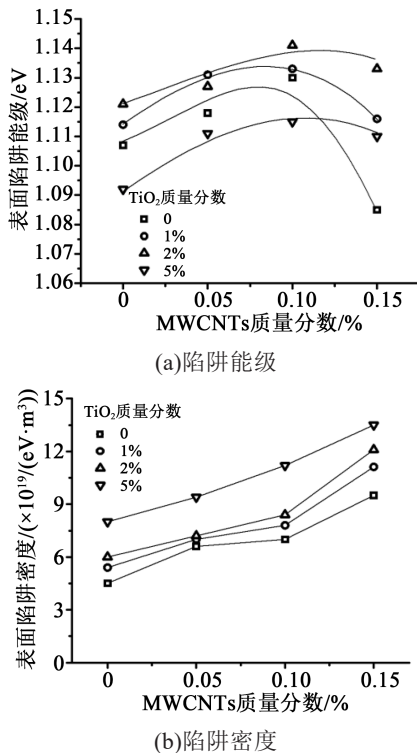 表面陷阱能级/eV
1.15
1.14
1.13
1.12
1.11
1.10
1.09
1.08
1.07
1.06
TiO₂质量分数
0
1%
2%
5%
0 0.05 0.10 0.15
MWCNTs质量分数/%
(a)陷阱能级
表面陷阱密度/(×10¹⁹/(eV·m³)
15
12
9
6
3
0
TiO₂质量分数
0
1%
2%
5%
0 0.05 0.10 0.15
MWCNTs质量分数/%
(b)陷阱密度